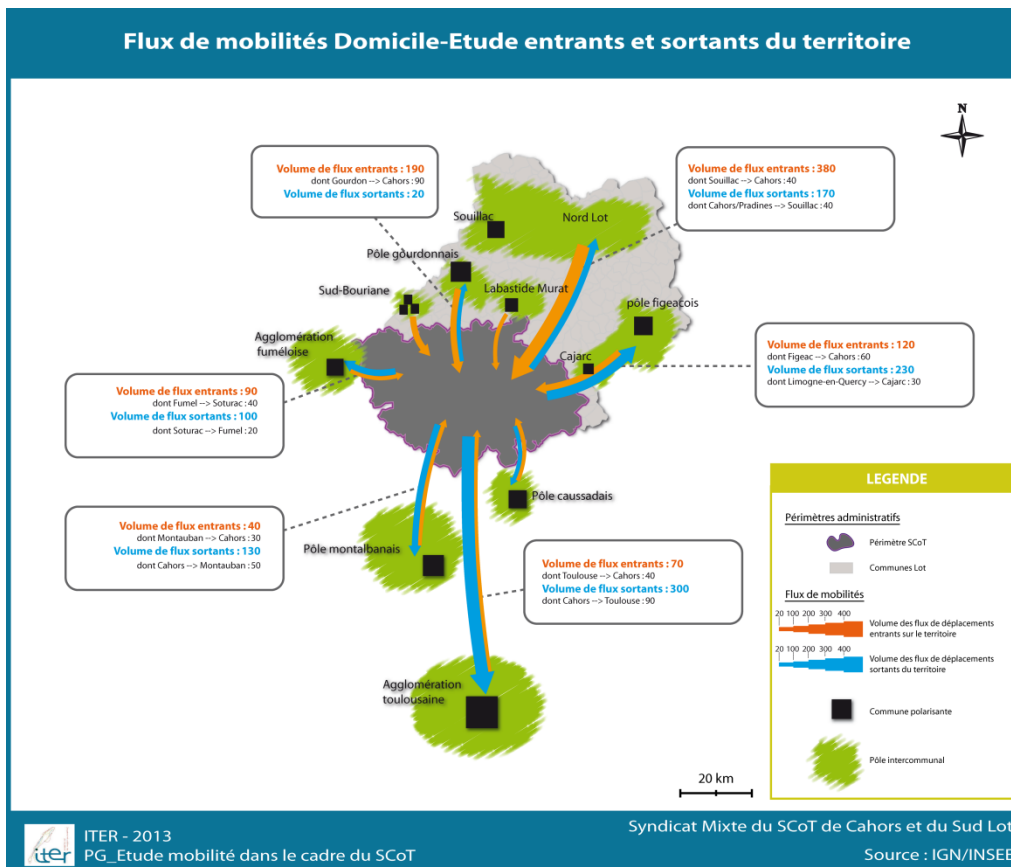 Flux de mobilités Domicile-Etude entrants et sortants du territoire
N
Volume de flux entrants : 190
dont Gourdon --> Cahors : 90
Volume de flux sortants : 20
Volume de flux entrants : 380
dont Souillac --> Cahors : 40
Volume de flux sortants : 170
dont Cahors/Pradines --> Souillac : 40
Souillac
Nord Lot
Pôle gourdonnais
Sud-Bouriane
Labastide Murat
pôle figeacois
Agglomération
fuméloise
Cajarc
Volume de flux entrants : 120
dont Figeac --> Cahors : 60
Volume de flux sortants : 230
dont Limogne-en-Quercy --> Cajarc : 30
Volume de flux entrants : 90
dont Fumel --> Soturac : 40
Volume de flux sortants : 100
dont Soturac --> Fumel : 20
Pôle caussadais
Volume de flux entrants : 40
dont Montauban --> Cahors : 30
Volume de flux sortants : 130
dont Cahors --> Montauban : 50
Pôle montalbanais
Volume de flux entrants : 70
dont Toulouse --> Cahors : 40
Volume de flux sortants : 300
dont Cahors --> Toulouse : 90
Agglomération
toulousaine
LEGENDE
Périmètres administratifs
Périmètre SCoT
Communes Lot
Flux de mobilités
20 100 200 300 400
Volume des flux de déplacements
entrants sur le territoire
20 100 200 300 400
Volume des flux de déplacements
sortants du territoire
Commune polarisante
Pôle intercommunal
20 km
iter
ITER - 2013
PG_Etude mobilité dans le cadre du SCoT
Syndicat Mixte du SCoT de Cahors et du Sud Lot
Source : IGN/INSEE